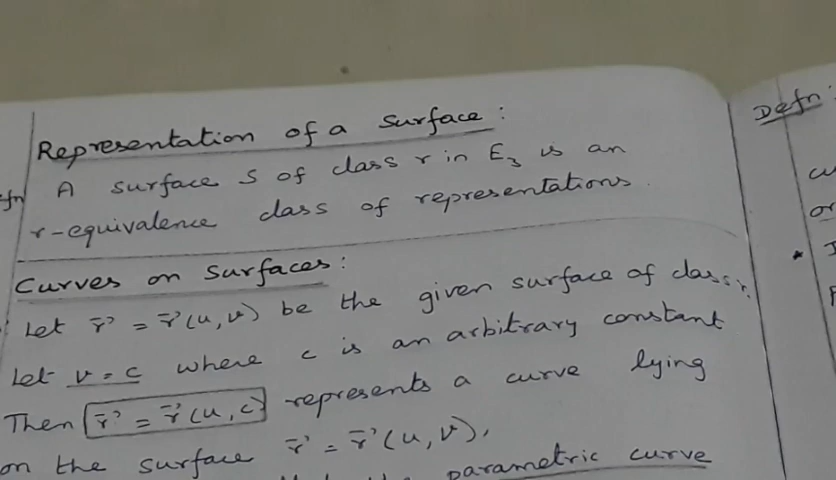 Representation of a surface:
Defn:
A surface S of class r in E₃ is an
r-equivalence class of representations.
Curves on surfaces:
Let r⃗ = r⃗(u,v) be the given surface of class r.
Let v = c where c is an arbitrary constant
Then r⃗ = r⃗(u,c) represents a curve lying
on the surface r⃗ = r⃗(u,v),
parametric curve
or